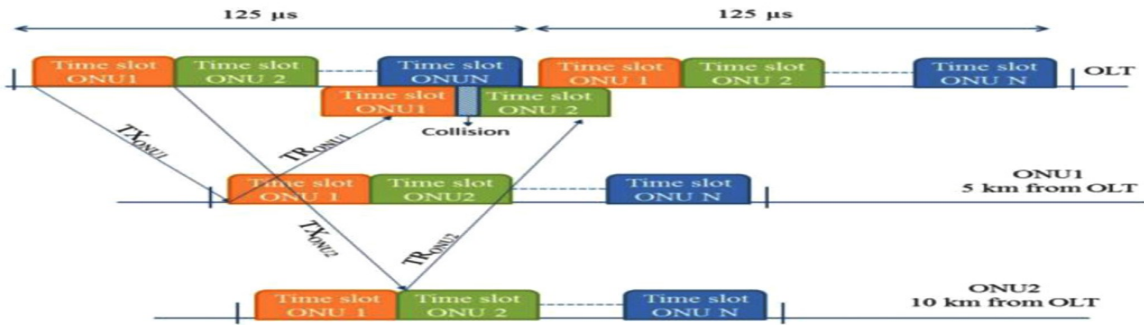 125 µs 125 µs
Time slot ONU1
Time slot ONU 2
Time slot ONUN
Time slot ONU 1
Time slot ONU 2
Time slot ONU N
OLT
Time slot ONU1
Time slot ONU 2
Collision
TXONU1
TRONU1
Time slot ONU 1
Time slot ONU2
Time slot ONU N
ONU1
5 km from OLT
TXONU2
TRONU2
Time slot ONU 1
Time slot ONU 2
Time slot ONU N
ONU2
10 km from OLT